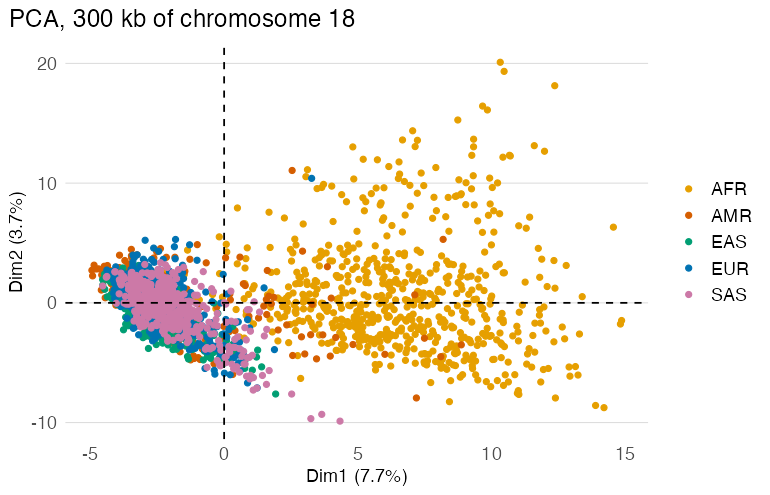 PCA, 300 kb of chromosome 18
20
10
0
-10
-5
0
5
10
15
Dim1 (7.7%)
Dim2 (3.7%)
AFR
AMR
EAS
EUR
SAS